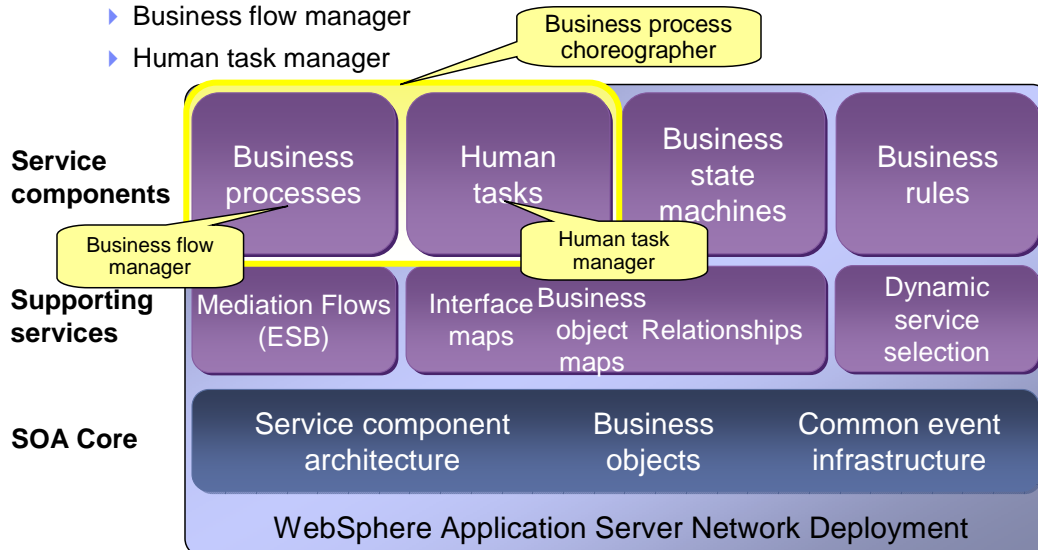 Business flow manager
Human task manager
Business process
choreographer
Service
components
Business
processes
Human
tasks
Business
state
machines
Business
rules
Business flow
manager
Human task
manager
Supporting
services
Mediation Flows
(ESB)
Interface
maps
Business
object
maps
Relationships
Dynamic
service
selection
SOA Core
Service component
architecture
Business
objects
Common event
infrastructure
WebSphere Application Server Network Deployment